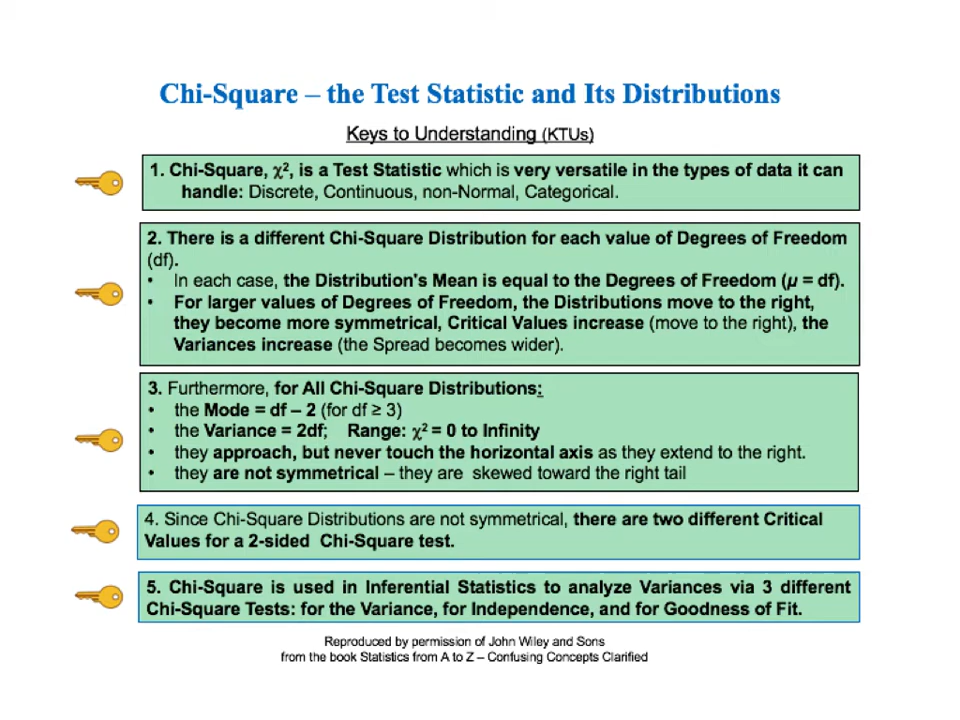 Chi-Square – the Test Statistic and Its Distributions
Keys to Understanding (KTUs)
1. Chi-Square, χ², is a Test Statistic which is very versatile in the types of data it can
handle: Discrete, Continuous, non-Normal, Categorical.
2. There is a different Chi-Square Distribution for each value of Degrees of Freedom
(df).
• In each case, the Distribution's Mean is equal to the Degrees of Freedom (µ = df).
• For larger values of Degrees of Freedom, the Distributions move to the right,
they become more symmetrical, Critical Values increase (move to the right), the
Variances increase (the Spread becomes wider).
3. Furthermore, for All Chi-Square Distributions:
• the Mode = df – 2 (for df ≥ 3)
• the Variance = 2df; Range: χ² = 0 to Infinity
• they approach, but never touch the horizontal axis as they extend to the right.
• they are not symmetrical – they are skewed toward the right tail
4. Since Chi-Square Distributions are not symmetrical, there are two different Critical
Values for a 2-sided Chi-Square test.
5. Chi-Square is used in Inferential Statistics to analyze Variances via 3 different
Chi-Square Tests: for the Variance, for Independence, and for Goodness of Fit.
Reproduced by permission of John Wiley and Sons
from the book Statistics from A to Z – Confusing Concepts Clarified